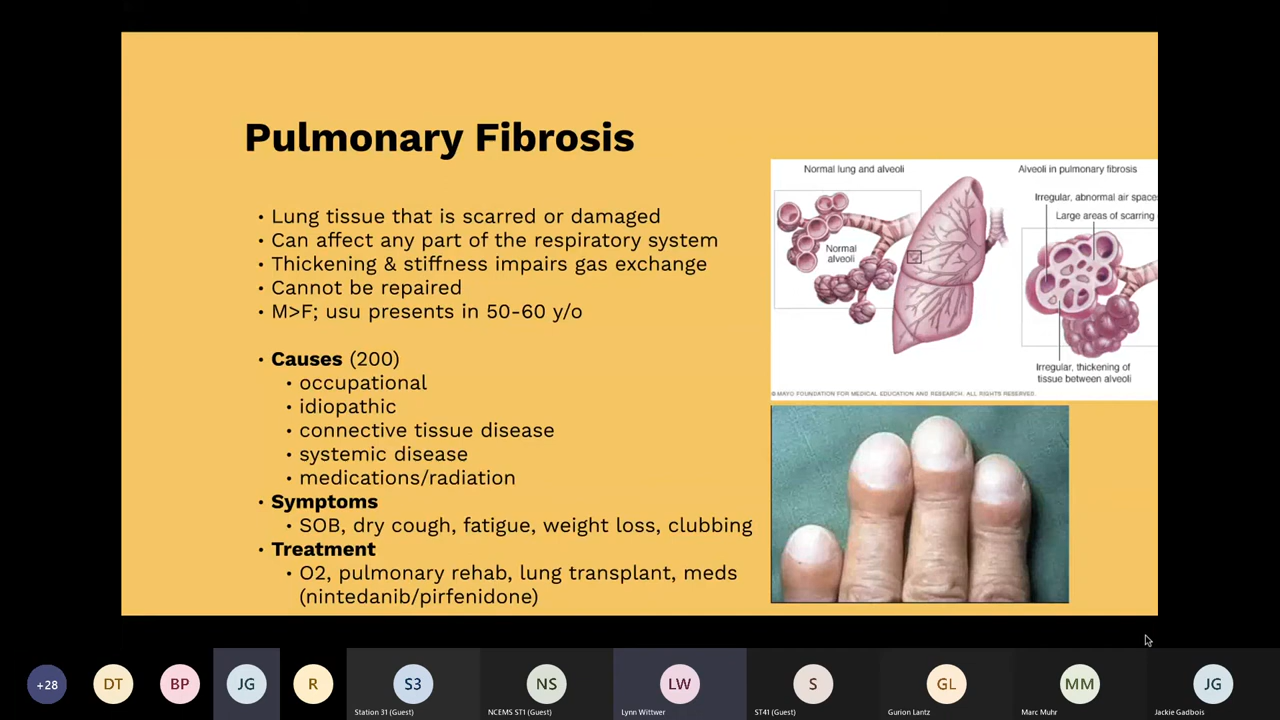 Pulmonary Fibrosis
• Lung tissue that is scarred or damaged
• Can affect any part of the respiratory system
• Thickening & stiffness impairs gas exchange
• Cannot be repaired
• M>F; usu presents in 50-60 y/o
• Causes (200)
• occupational
• idiopathic
• connective tissue disease
• systemic disease
• medications/radiation
• Symptoms
• SOB, dry cough, fatigue, weight loss, clubbing
• Treatment
• O2, pulmonary rehab, lung transplant, meds
(nintedanib/pirfenidone)
Normal lung and alveoli
Normal
alveoli
Alveoli in pulmonary fibrosis
Irregular, abnormal air spaces
Large areas of scarring
Irregular, thickening of
tissue between alveoli
© MAYO FOUNDATION FOR MEDICAL EDUCATION AND RESEARCH. ALL RIGHTS RESERVED.
+28
DT
BP
JG
R
S3
Station 31 (Guest)
NS
NCEMS ST1 (Guest)
LW
Lynn Wittwer
S
ST41 (Guest)
GL
Gurion Lantz
MM
Marc Muhr
JG
Jackie Gadbois